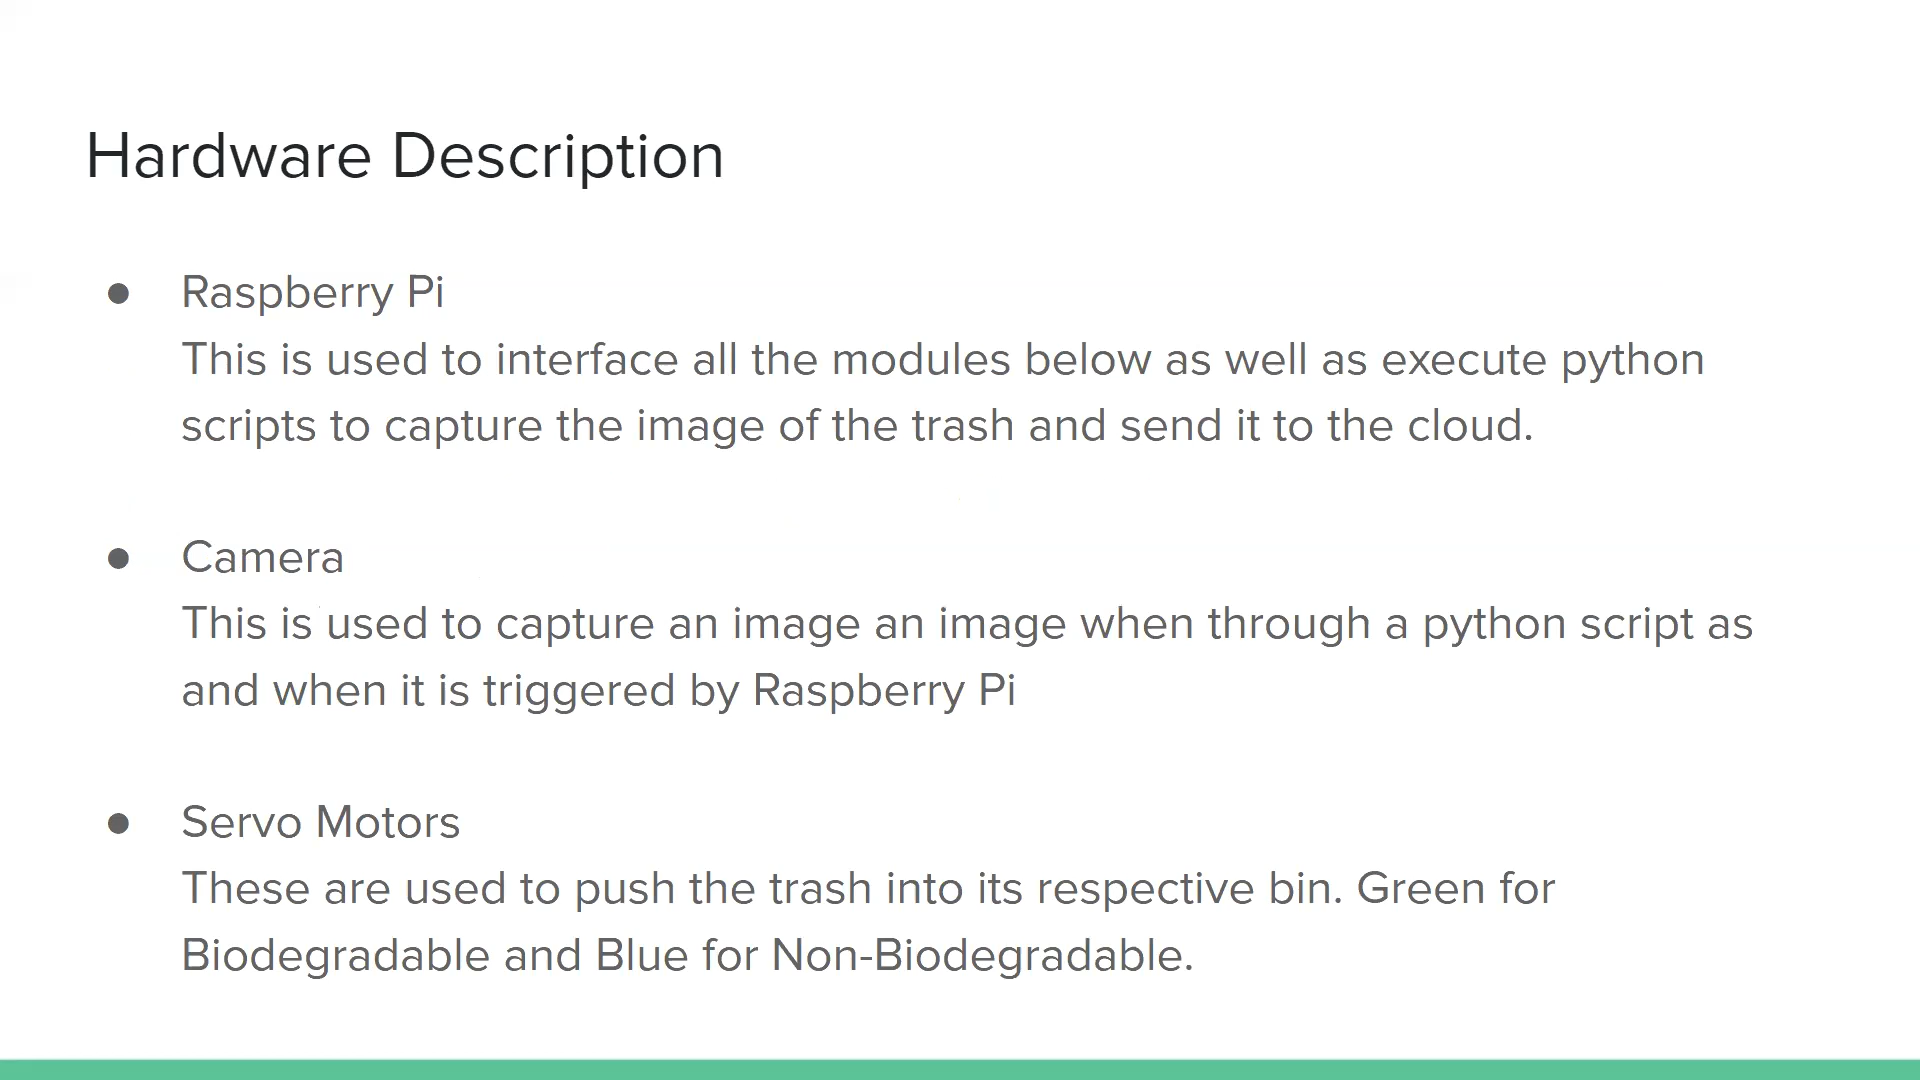 Hardware Description
● Raspberry Pi
This is used to interface all the modules below as well as execute python
scripts to capture the image of the trash and send it to the cloud.
● Camera
This is used to capture an image an image when through a python script as
and when it is triggered by Raspberry Pi
● Servo Motors
These are used to push the trash into its respective bin. Green for
Biodegradable and Blue for Non-Biodegradable.